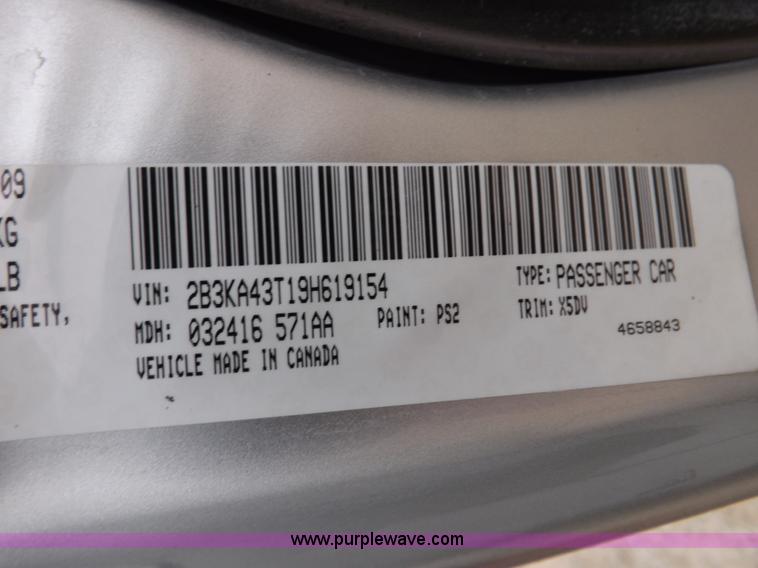 09
KG
LB
SAFETY,
VIN: 2B3KA43T19H619154
TYPE: PASSENGER CAR
MDH: 032416 571AA
PAINT: PS2
TRIM: X5DV
VEHICLE MADE IN CANADA
4658843
www.purplewave.com